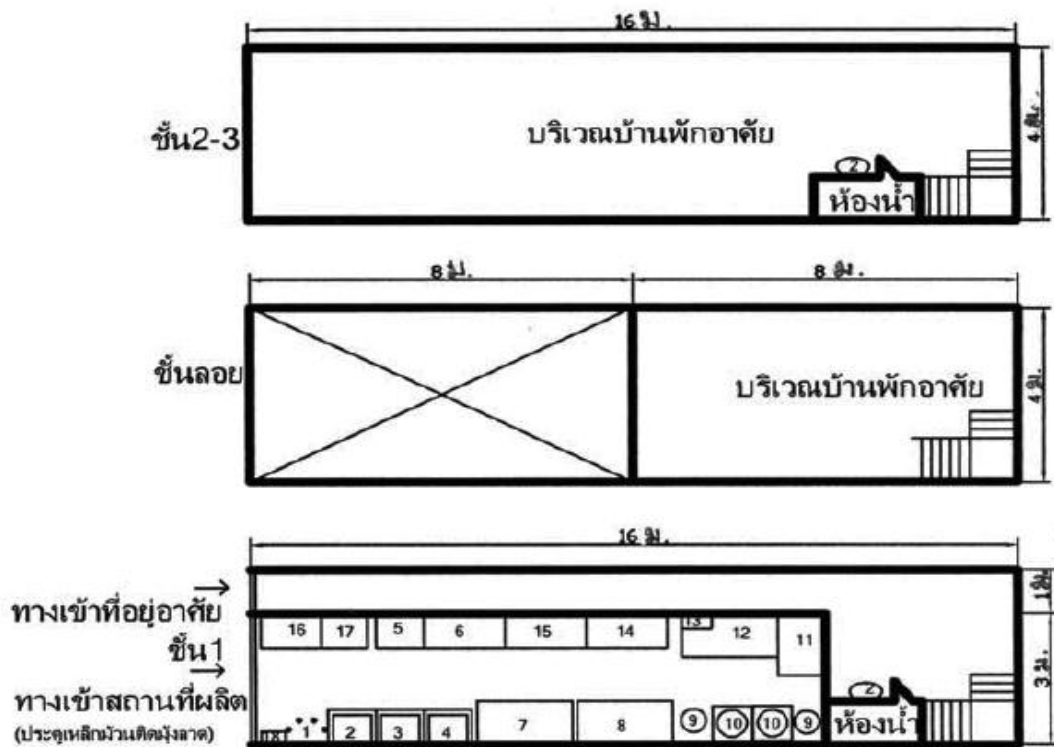 16 ม.
ชั้น2-3
บริเวณบ้านพักอาศัย
4 ม.
2
ห้องน้ำ
8 ม.
8 ม.
ชั้นลอย
บริเวณบ้านพักอาศัย
4 ม.
16 ม.
ทางเข้าที่อยู่อาศัย
1 ม.
ชั้น1
16 17 5 6 15 14 13 12 11
3 ม.
ทางเข้าสถานที่ผลิต
(ประตูเหล็กม้วนติดมุ้งลวด)
18 1 2 3 4 7 8 9 10 10 9
2
ห้องน้ำ